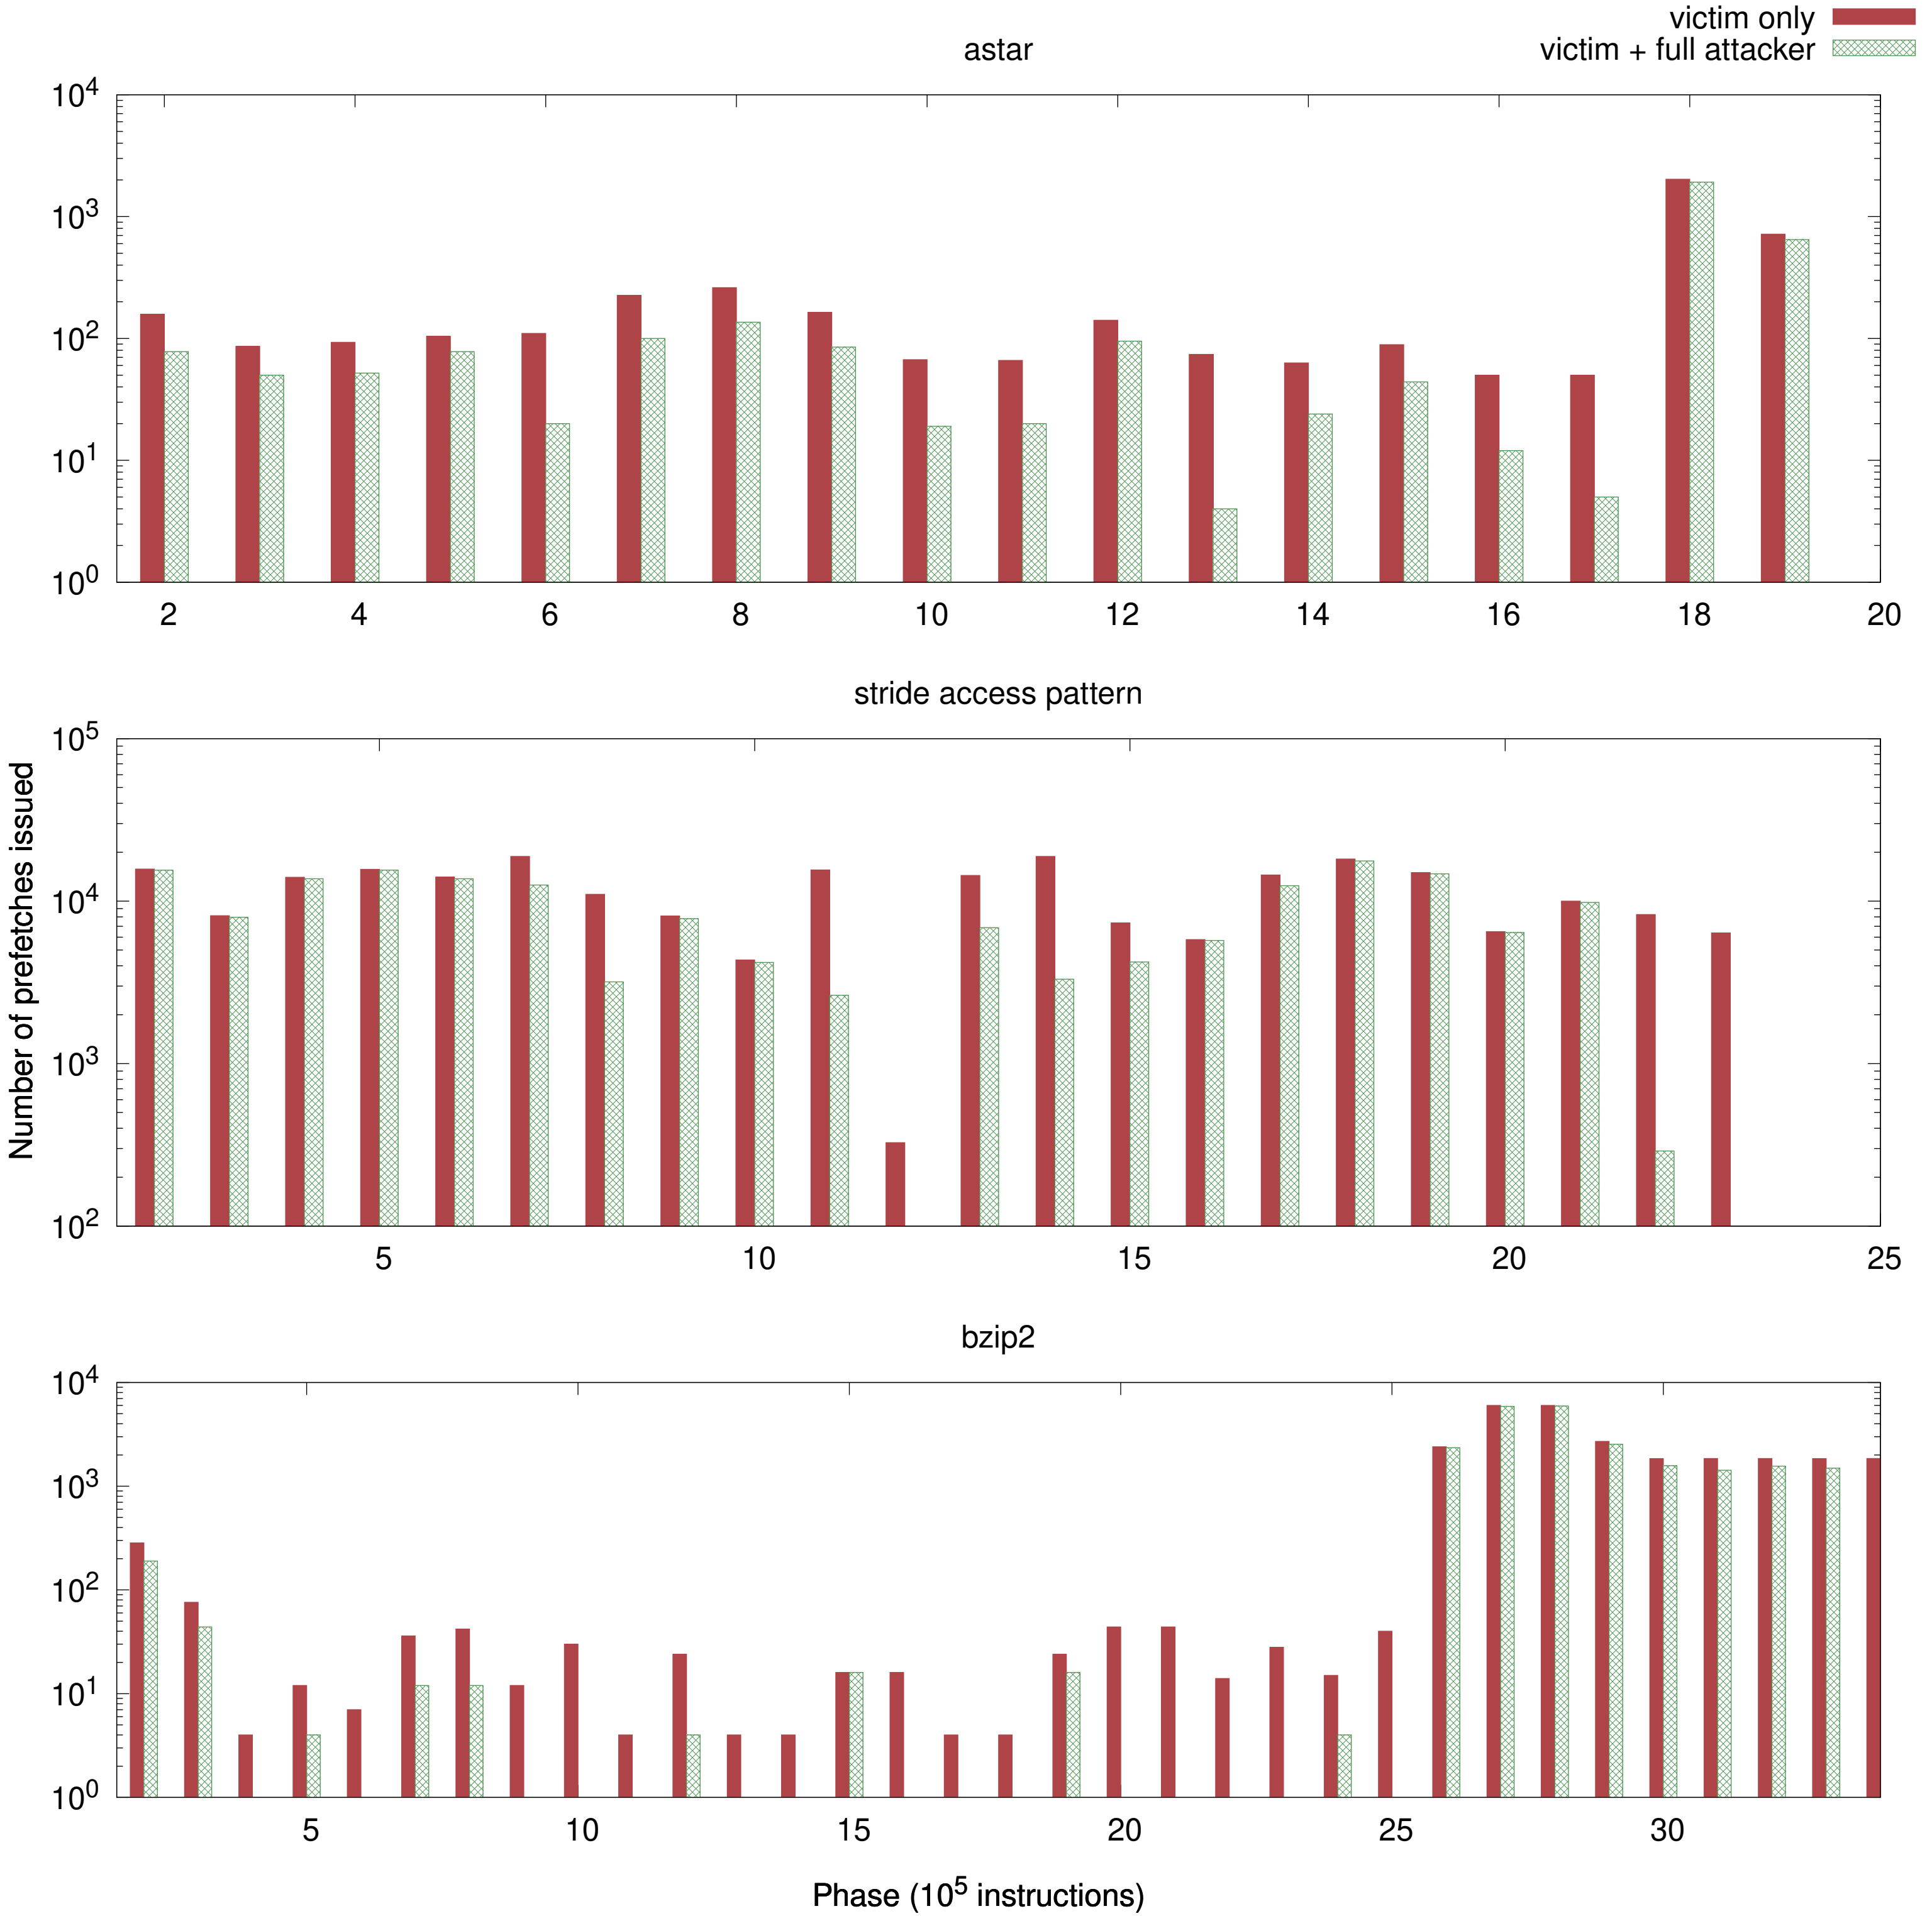 victim only
victim + full attacker
astar
10^4
10^3
10^2
10^1
10^0
2 4 6 8 10 12 14 16 18 20
stride access pattern
Number of prefetches issued
10^5
10^4
10^3
10^2
5 10 15 20 25
bzip2
10^4
10^3
10^2
10^1
10^0
5 10 15 20 25 30
Phase (10^5 instructions)